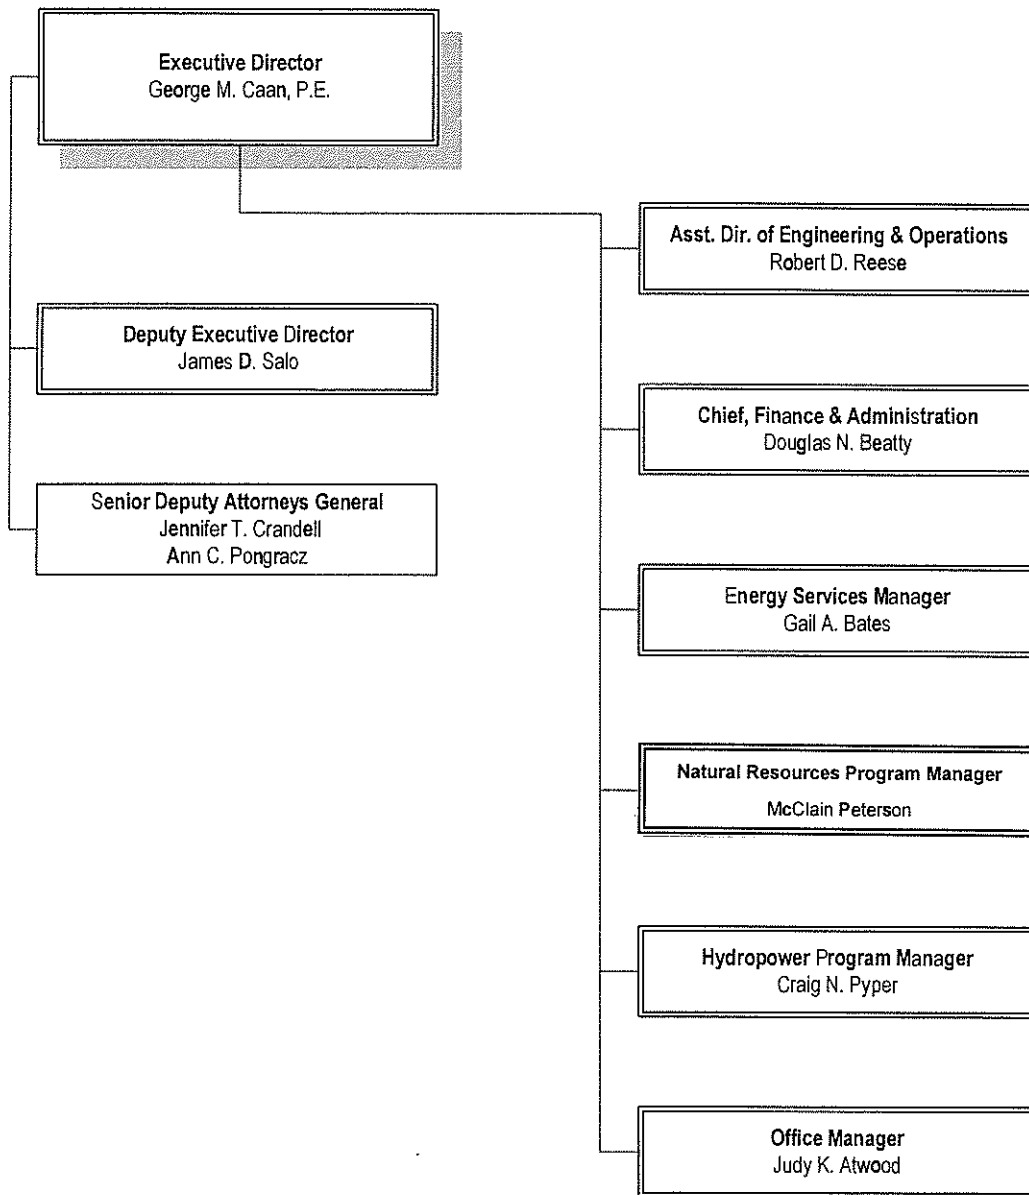 Executive Director
George M. Caan, P.E.
Asst. Dir. of Engineering & Operations
Robert D. Reese
Deputy Executive Director
James D. Salo
Chief, Finance & Administration
Douglas N. Beatty
Senior Deputy Attorneys General
Jennifer T. Crandell
Ann C. Pongracz
Energy Services Manager
Gail A. Bates
Natural Resources Program Manager
McClain Peterson
Hydropower Program Manager
Craig N. Pyper
Office Manager
Judy K. Atwood